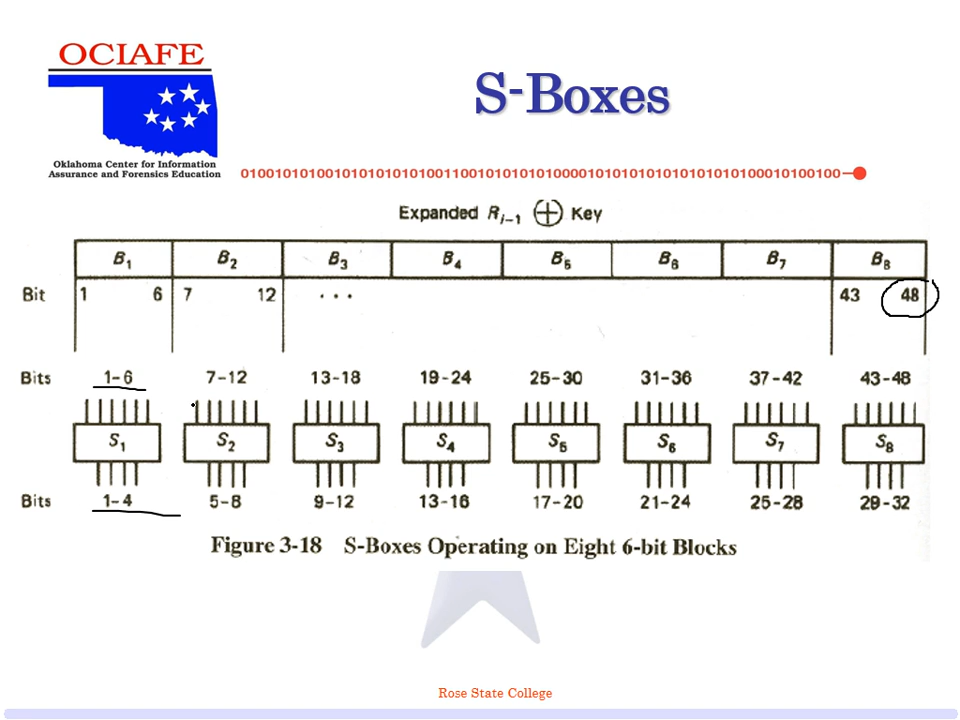 OCIAFE
Oklahoma Center for Information
Assurance and Forensics Education
S-Boxes
01001010100101010101010011001010101010000101010101010101010100010100100
Expanded Ri–1 ⊕ Key
B1 B2 B3 B4 B5 B6 B7 B8
Bit 1 6 7 12 ... 43 48
Bits 1-6 7-12 13-18 19-24 25-30 31-36 37-42 43-48
S1 S2 S3 S4 S5 S6 S7 S8
Bits 1-4 5-8 9-12 13-16 17-20 21-24 25-28 29-32
Figure 3-18 S-Boxes Operating on Eight 6-bit Blocks
Rose State College